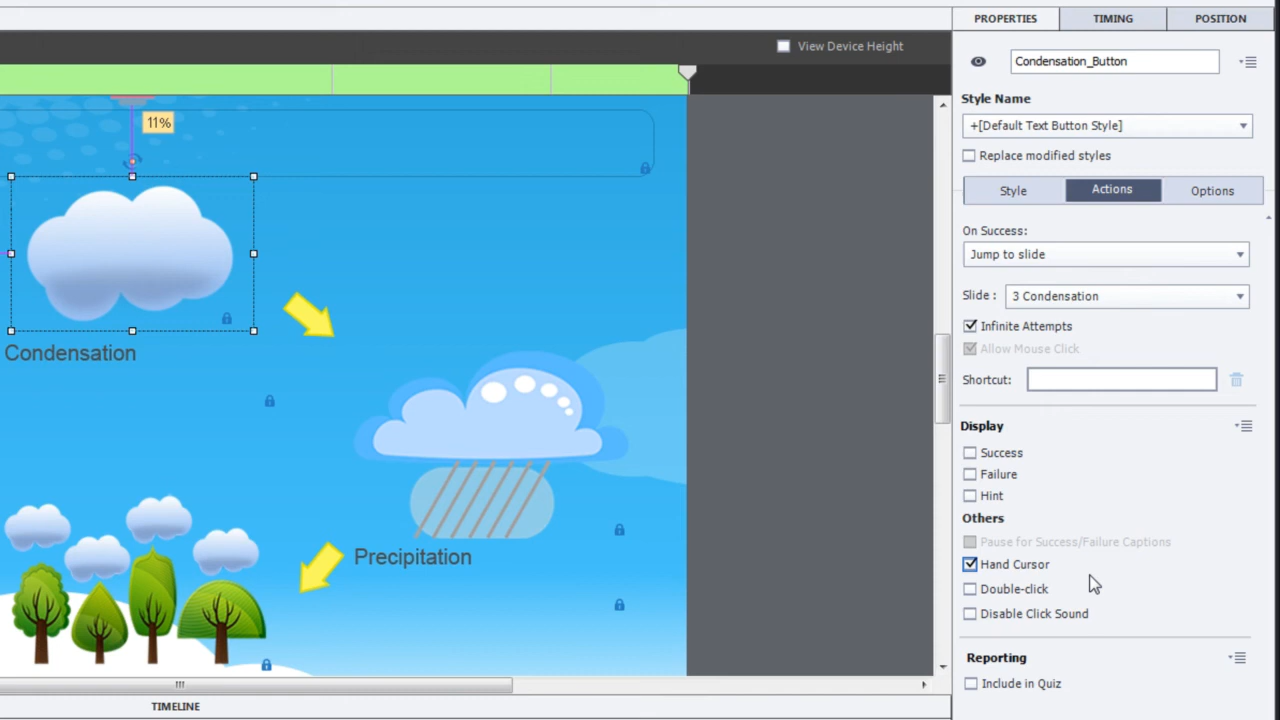 PROPERTIES TIMING POSITION
View Device Height
Condensation_Button
11%
Style Name
+[Default Text Button Style]
Replace modified styles
Style Actions Options
On Success:
Jump to slide
Slide : 3 Condensation
Infinite Attempts
Allow Mouse Click
Condensation
Shortcut:
Display
Success
Failure
Hint
Others
Pause for Success/Failure Captions
Precipitation
Hand Cursor
Double-click
Disable Click Sound
Reporting
Include in Quiz
TIMELINE